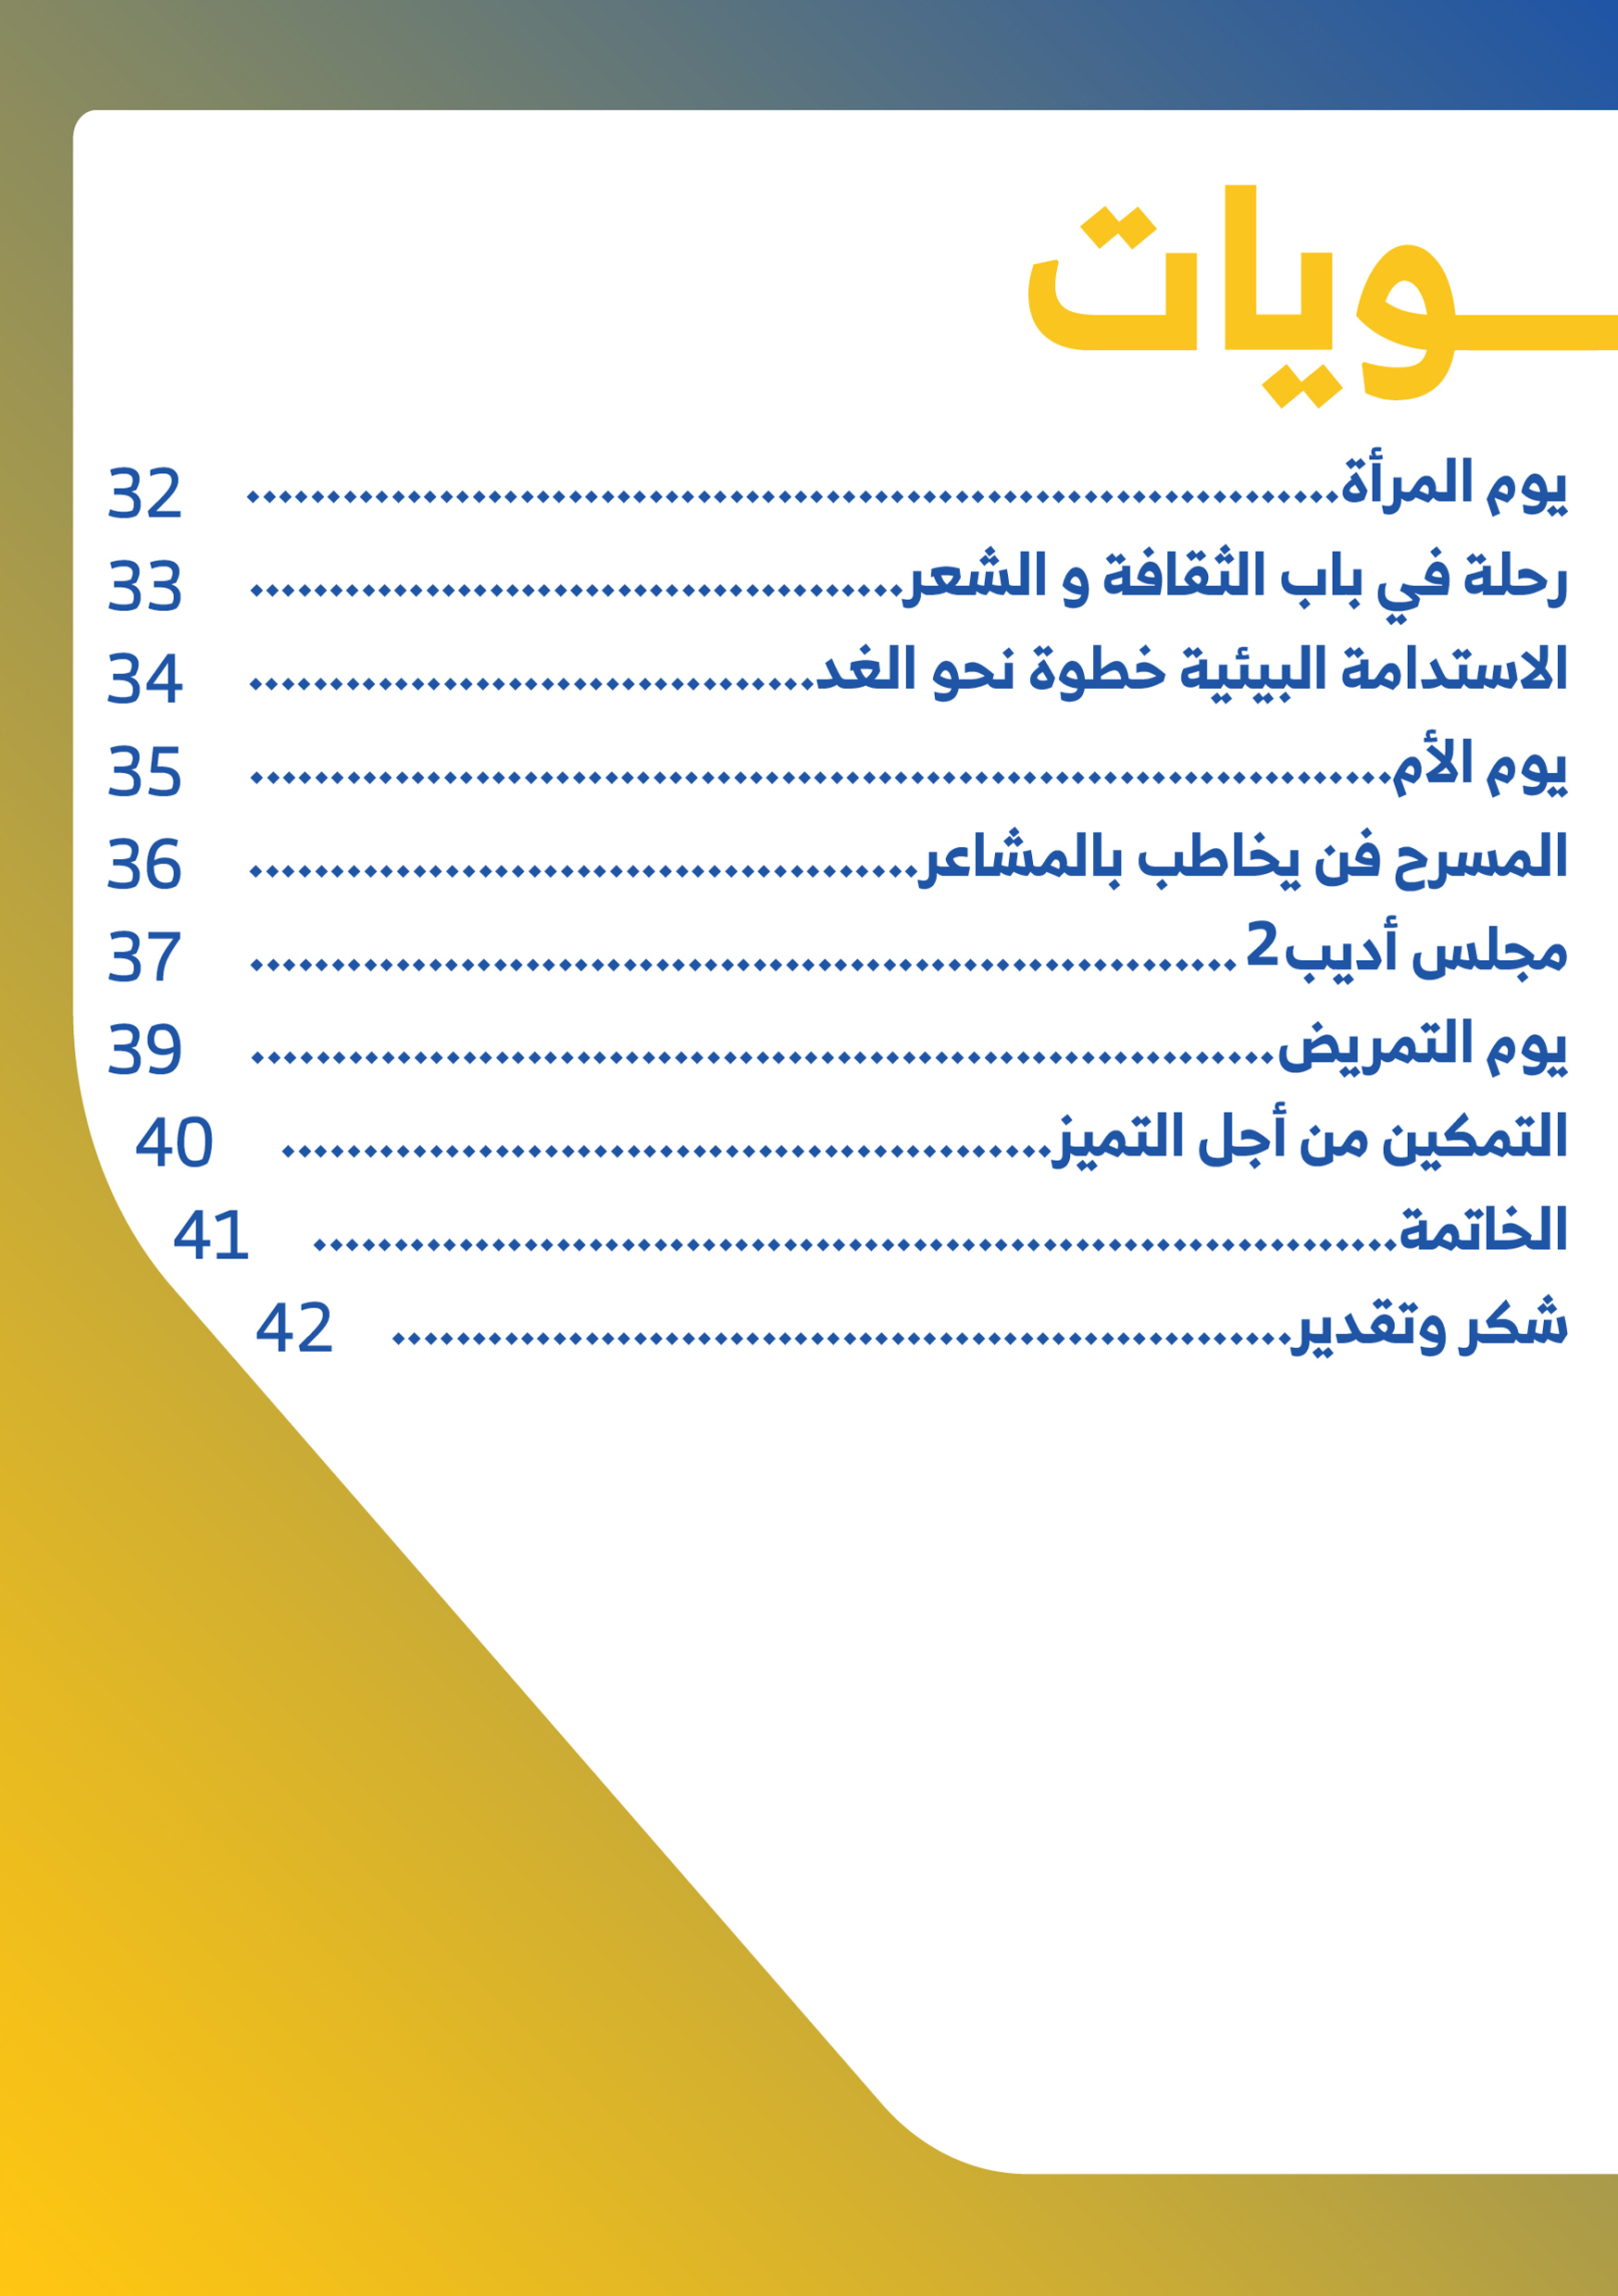 ـــويات
يوم المرأة.................................................................... 32
رحلة في باب الثقافة و الشعر......................................... 33
الاستدامة البيئية خطوة نحو الغد................................... 34
يوم الأم....................................................................... 35
المسرح فن يخاطب بالمشاعر.......................................... 36
مجلس أديب2 ............................................................. 37
يوم التمريض................................................................ 39
التمكين من أجل التميز................................................ 40
الخاتمة................................................................... 41
شكر وتقدير........................................................ 42